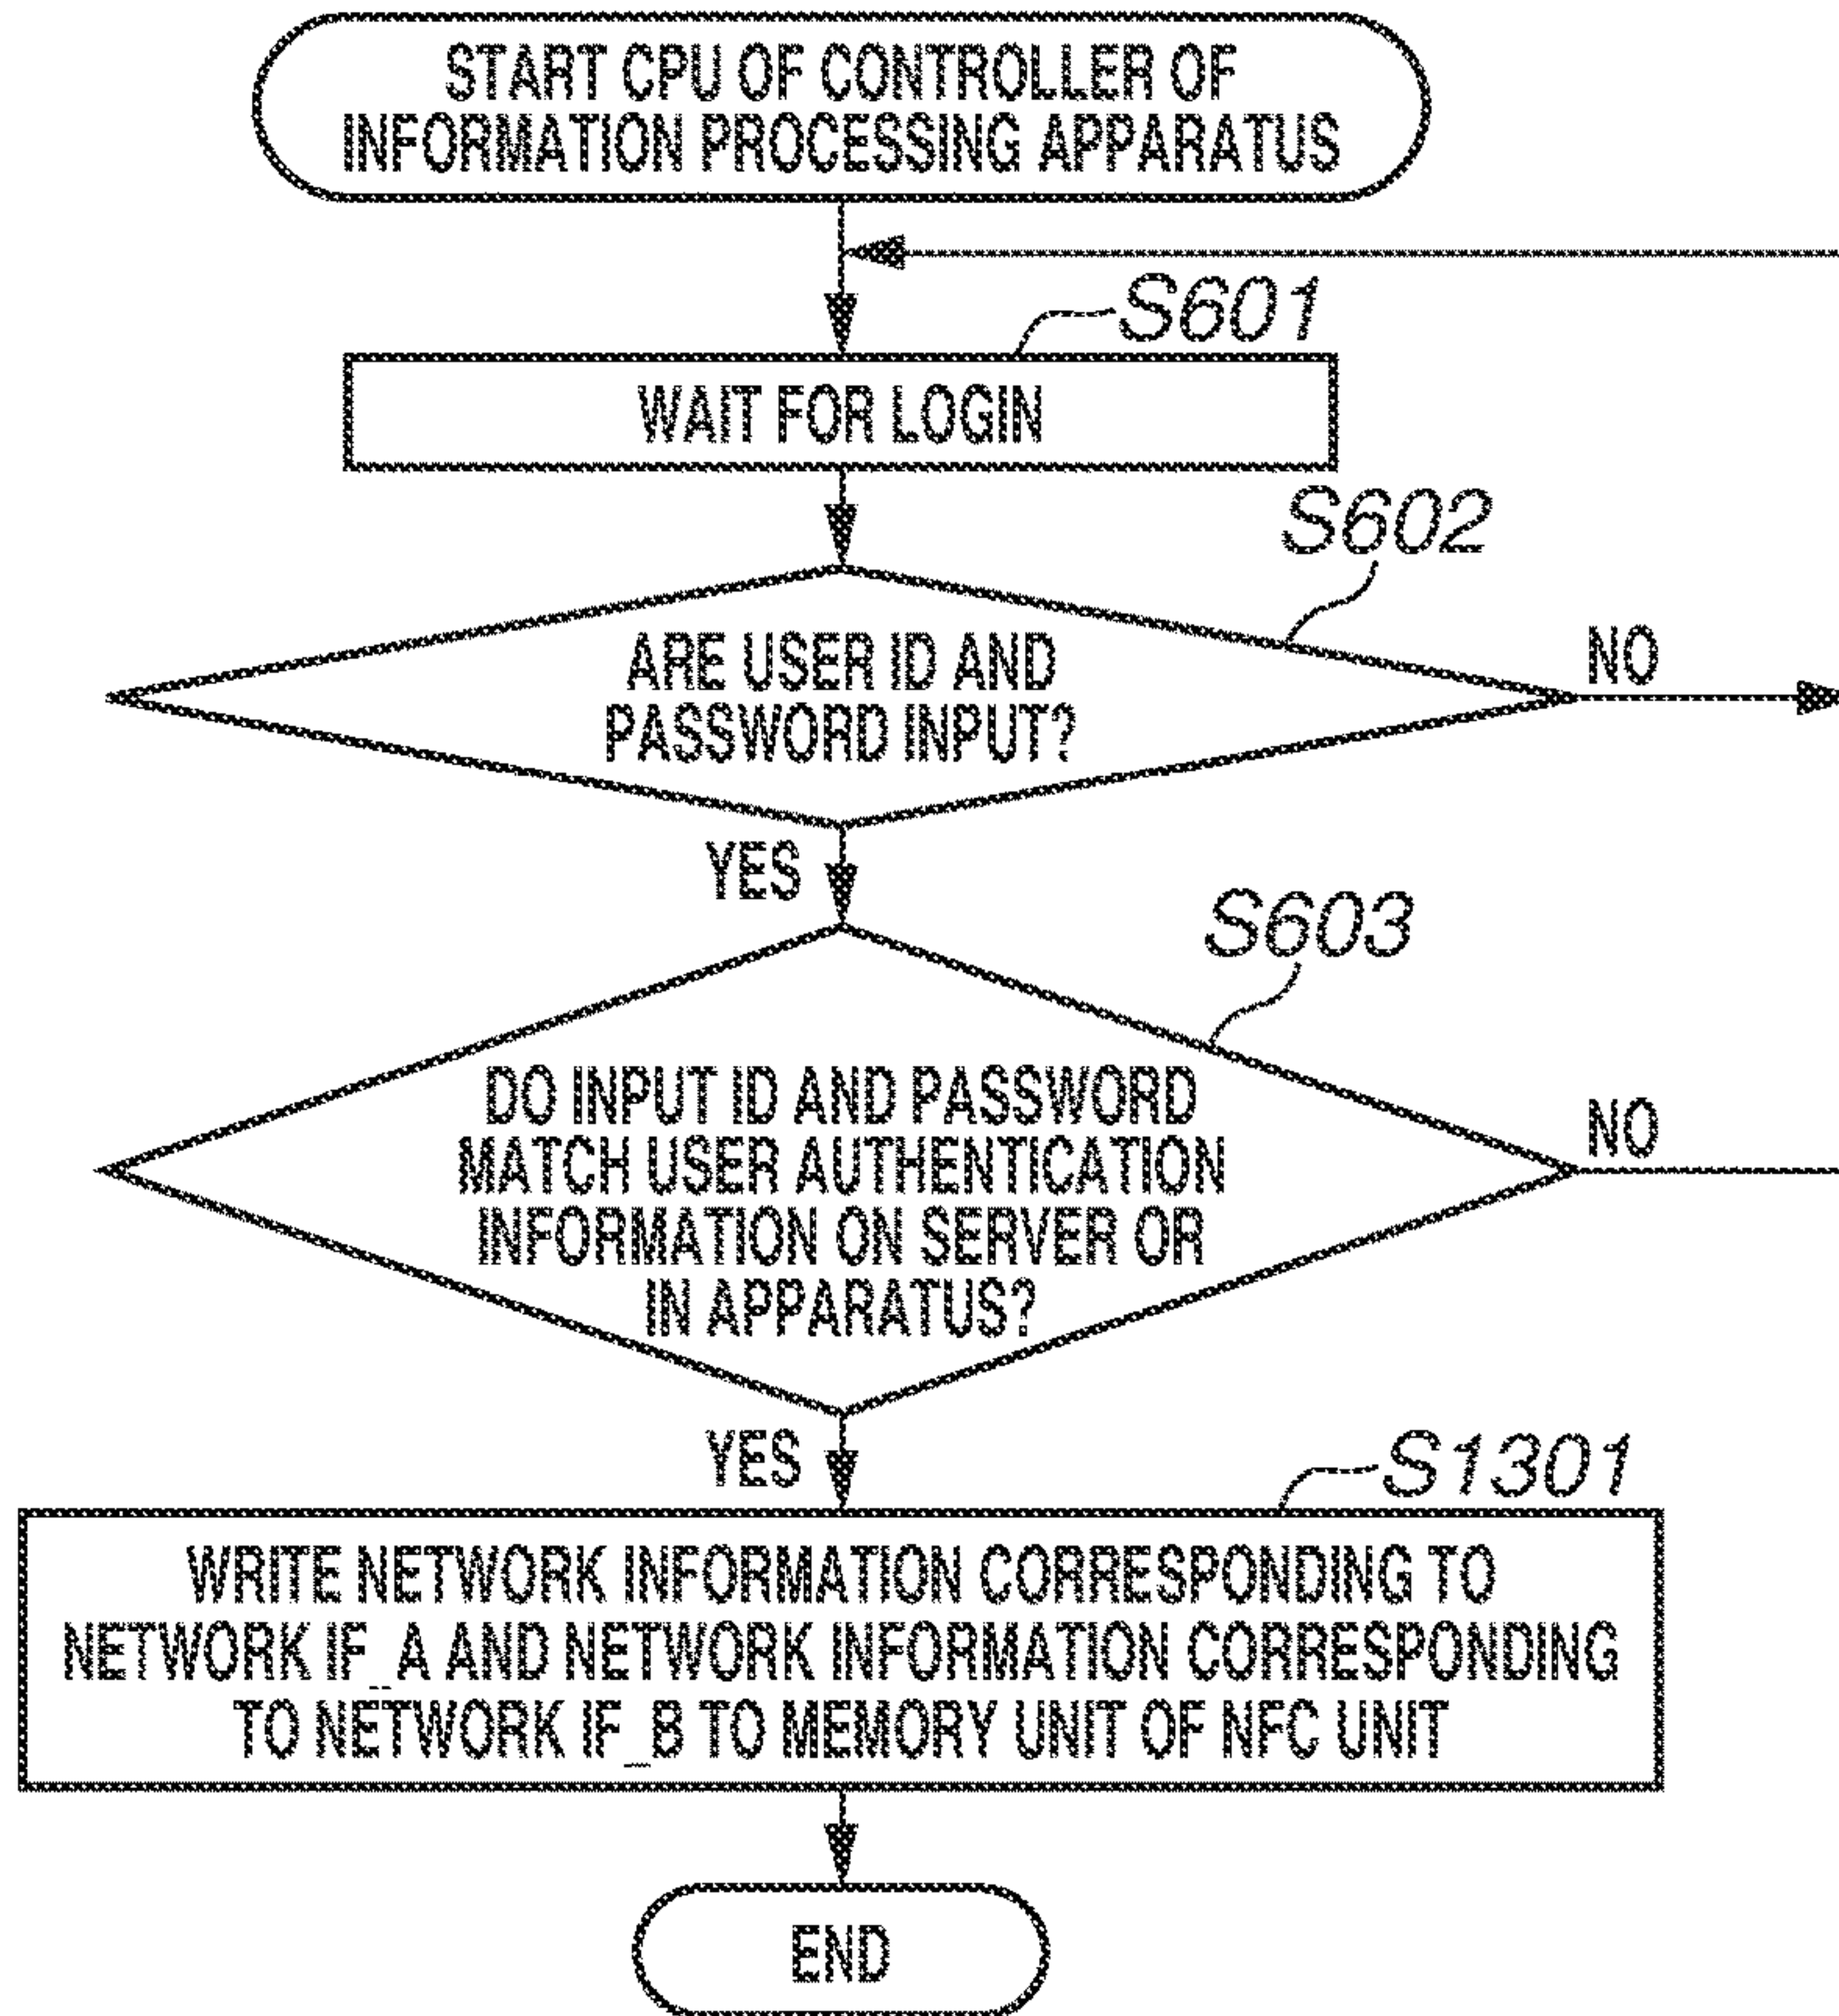 START CPU OF CONTROLLER OF
INFORMATION PROCESSING APPARATUS
S601
WAIT FOR LOGIN
S602
ARE USER ID AND
PASSWORD INPUT?
NO
YES
S603
DO INPUT ID AND PASSWORD
MATCH USER AUTHENTICATION
INFORMATION ON SERVER OR
IN APPARATUS?
NO
YES
S1301
WRITE NETWORK INFORMATION CORRESPONDING TO
NETWORK IF_A AND NETWORK INFORMATION CORRESPONDING
TO NETWORK IF_B TO MEMORY UNIT OF NFC UNIT
END